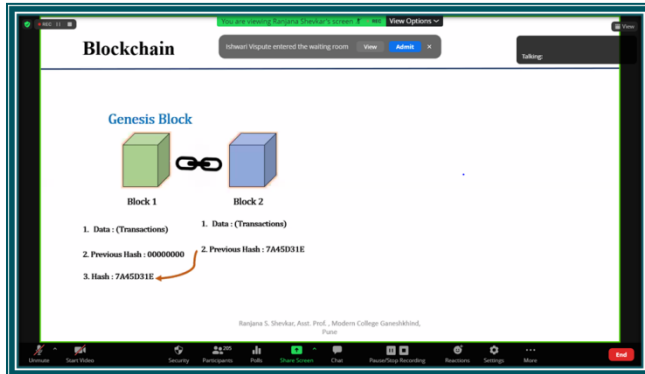 You are viewing Ranjana Shevkar's screen
REC
View Options
REC
View
Blockchain
Ishwari Vispute entered the waiting room
View
Admit
×
Talking:
Genesis Block
Block 1
Block 2
1. Data : (Transactions)
1. Data : (Transactions)
2. Previous Hash : 00000000
2. Previous Hash : 7A45D31E
3. Hash : 7A45D31E
Ranjana S. Shevkar, Asst. Prof. , Modern College Ganeshkhind,
Pune
205
Unmute
Start Video
Security
Participants
Polls
Share Screen
Chat
Pause/Stop Recording
Reactions
Settings
More
End